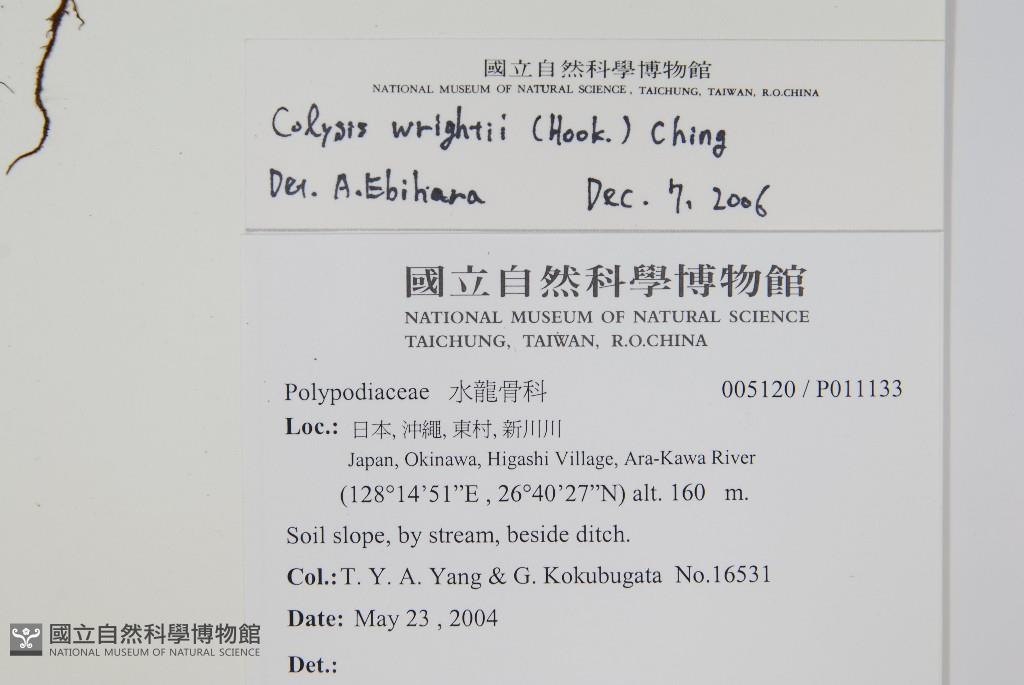 國立自然科學博物館
NATIONAL MUSEUM OF NATURAL SCIENCE, TAICHUNG, TAIWAN, R.O.CHINA
Colysis wrightii (Hook.) Ching
Det. A.Ebihara Dec. 7, 2006
國立自然科學博物館
NATIONAL MUSEUM OF NATURAL SCIENCE
TAICHUNG, TAIWAN, R.O.CHINA
Polypodiaceae 水龍骨科 005120 / P011133
Loc.: 日本, 沖繩, 東村, 新川川
Japan, Okinawa, Higashi Village, Ara-Kawa River
(128°14’51”E , 26°40’27”N) alt. 160 m.
Soil slope, by stream, beside ditch.
Col.: T. Y. A. Yang & G. Kokubugata No.16531
Date: May 23 , 2004
Det.:
國立自然科學博物館
NATIONAL MUSEUM OF NATURAL SCIENCE